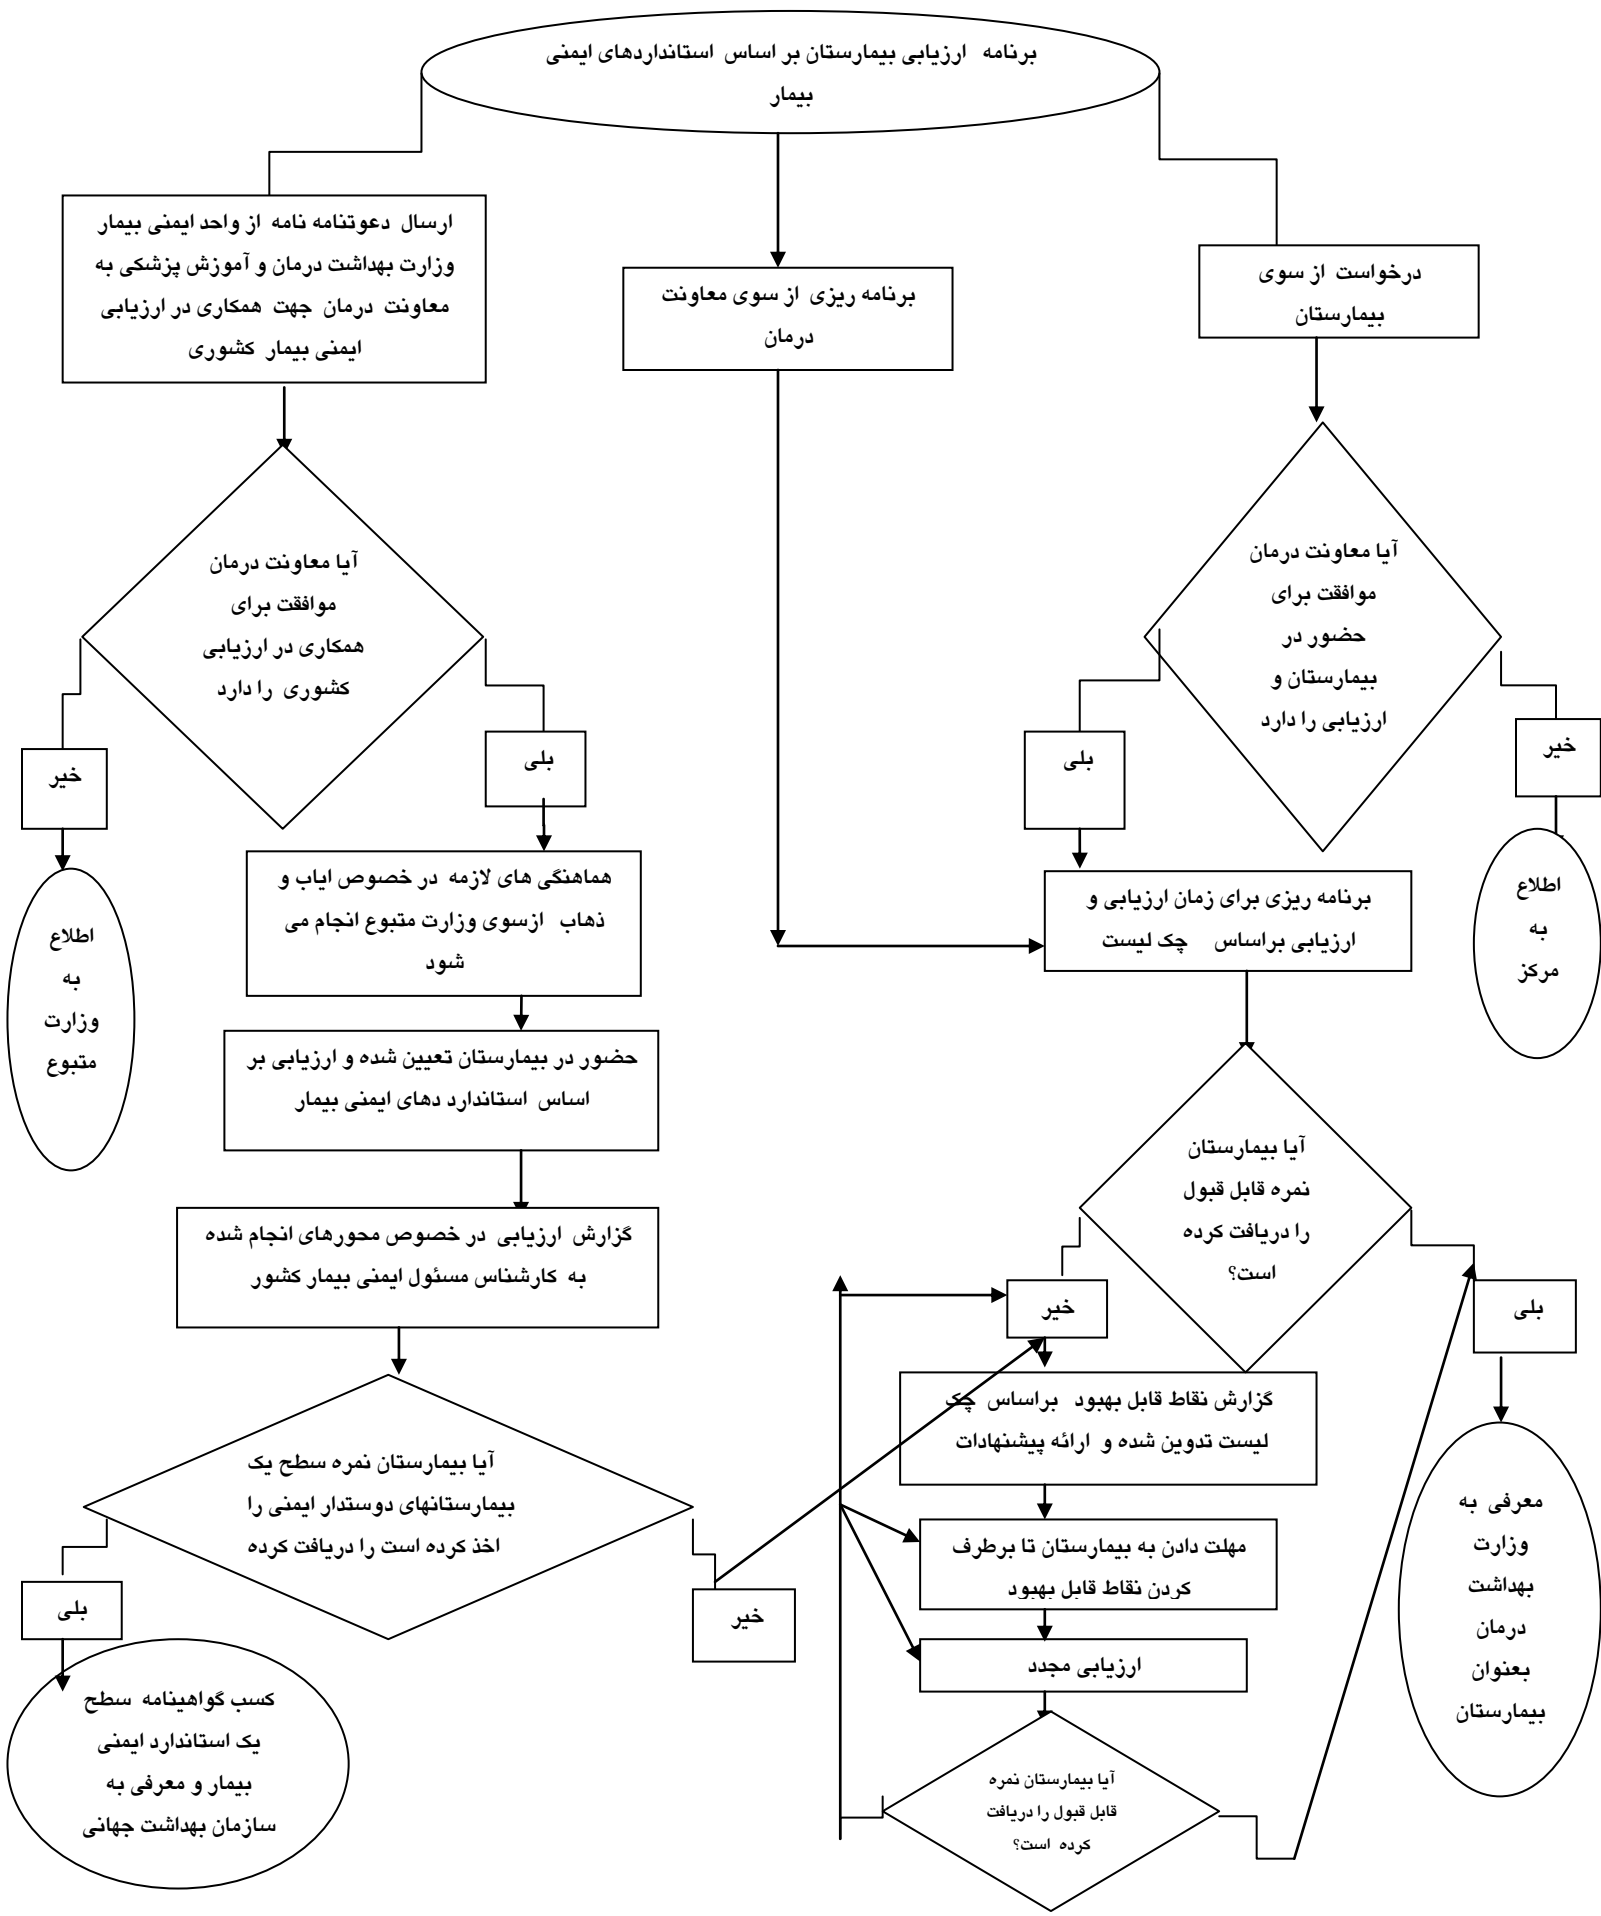 برنامه ارزیابی بیمارستان بر اساس استانداردهای ایمنی
بیمار
درخواست از سوی
بیمارستان
برنامه ریزی از سوی معاونت
درمان
ارسال دعوتنامه نامه از واحد ایمنی بیمار
وزارت بهداشت درمان و آموزش پزشکی به
معاونت درمان جهت همکاری در ارزیابی
ایمنی بیمار کشوری
آیا معاونت درمان
موافقت برای
حضور در
بیمارستان و
ارزیابی را دارد
آیا معاونت درمان
موافقت برای
همکاری در ارزیابی
کشوری را دارد
خیر
بلی
بلی
خیر
اطلاع
به
مرکز
برنامه ریزی برای زمان ارزیابی و
ارزیابی براساس چک لیست
هماهنگی های لازمه در خصوص ایاب و
ذهاب ازسوی وزارت متبوع انجام می
شود
اطلاع
به
وزارت
متبوع
حضور در بیمارستان تعیین شده و ارزیابی بر
اساس استاندارد دهای ایمنی بیمار
آیا بیمارستان
نمره قابل قبول
را دریافت کرده
است؟
گزارش ارزیابی در خصوص محورهای انجام شده
به کارشناس مسئول ایمنی بیمار کشور
بلی
خیر
گزارش نقاط قابل بهبود براساس چک
لیست تدوین شده و ارائه پیشنهادات
آیا بیمارستان نمره سطح یک
بیمارستانهای دوستدار ایمنی را
اخذ کرده است را دریافت کرده
معرفی به
وزارت
بهداشت
درمان
بعنوان
بیمارستان
مهلت دادن به بیمارستان تا برطرف
کردن نقاط قابل بهبود
خیر
بلی
ارزیابی مجدد
کسب گواهینامه سطح
یک استاندارد ایمنی
بیمار و معرفی به
سازمان بهداشت جهانی
آیا بیمارستان نمره
قابل قبول را دریافت
کرده است؟